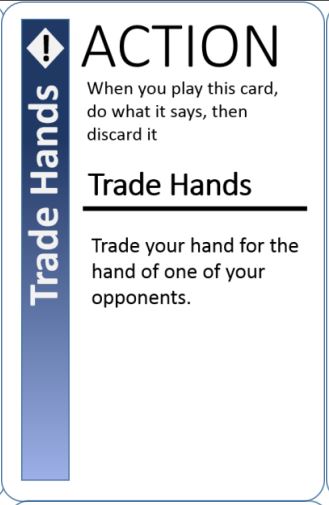 !
ACTION
When you play this card,
do what it says, then
discard it
Trade Hands
Trade Hands
Trade your hand for the
hand of one of your
opponents.